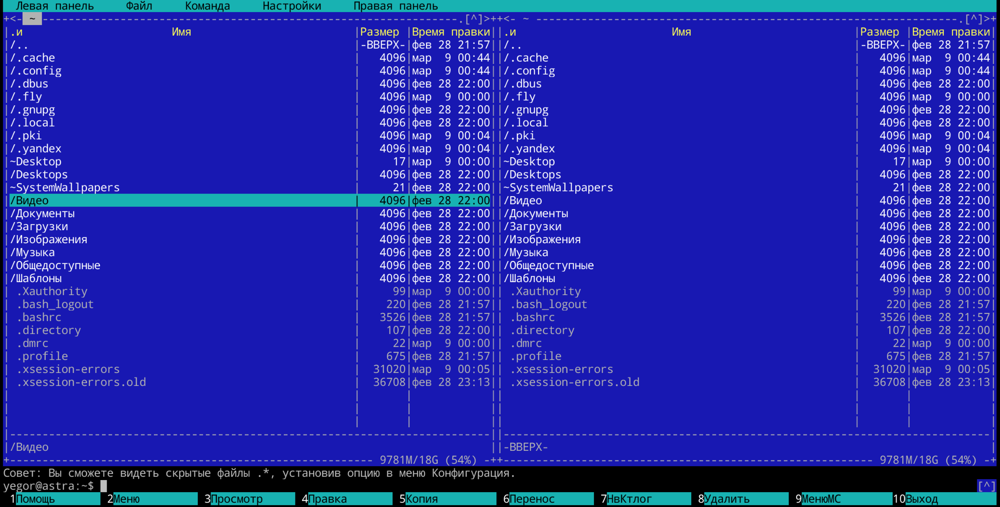 Левая панель     Файл     Команда     Настройки     Правая панель
+<- ~ ----------------------------------------------------------------.[^]>++<- ~ -----------------------------------------------------------------.[^]>+
|.и                       Имя                         |Размер |Время правки||.и                        Имя                          |Размер |Время правки|
|/..                                                  |-ВВЕРХ-|фев 28 21:57||/..                                                    |-ВВЕРХ-|фев 28 21:57|
|/.cache                                              |   4096|мар  9 00:44||/.cache                                                |   4096|мар  9 00:44|
|/.config                                             |   4096|мар  9 00:44||/.config                                               |   4096|мар  9 00:44|
|/.dbus                                               |   4096|фев 28 22:00||/.dbus                                                 |   4096|фев 28 22:00|
|/.fly                                                |   4096|мар  9 00:00||/.fly                                                  |   4096|мар  9 00:00|
|/.gnupg                                              |   4096|фев 28 22:00||/.gnupg                                                |   4096|фев 28 22:00|
|/.local                                              |   4096|фев 28 22:00||/.local                                                |   4096|фев 28 22:00|
|/.pki                                                |   4096|мар  9 00:04||/.pki                                                  |   4096|мар  9 00:04|
|/.yandex                                             |   4096|мар  9 00:04||/.yandex                                               |   4096|мар  9 00:04|
|~Desktop                                             |     17|мар  9 00:00||~Desktop                                               |     17|мар  9 00:00|
|/Desktops                                            |   4096|фев 28 22:00||/Desktops                                              |   4096|фев 28 22:00|
|~SystemWallpapers                                    |     21|фев 28 22:00||~SystemWallpapers                                      |     21|фев 28 22:00|
|/Видео                                               |   4096|фев 28 22:00||/Видео                                                 |   4096|фев 28 22:00|
|/Документы                                           |   4096|фев 28 22:00||/Документы                                             |   4096|фев 28 22:00|
|/Загрузки                                            |   4096|фев 28 22:00||/Загрузки                                              |   4096|фев 28 22:00|
|/Изображения                                         |   4096|фев 28 22:00||/Изображения                                           |   4096|фев 28 22:00|
|/Музыка                                              |   4096|фев 28 22:00||/Музыка                                                |   4096|фев 28 22:00|
|/Общедоступные                                       |   4096|фев 28 22:00||/Общедоступные                                         |   4096|фев 28 22:00|
|/Шаблоны                                             |   4096|фев 28 22:00||/Шаблоны                                               |   4096|фев 28 22:00|
| .Xauthority                                         |     99|мар  9 00:00|| .Xauthority                                           |     99|мар  9 00:00|
| .bash_logout                                        |    220|фев 28 21:57|| .bash_logout                                          |    220|фев 28 21:57|
| .bashrc                                             |   3526|фев 28 21:57|| .bashrc                                               |   3526|фев 28 21:57|
| .directory                                          |    107|фев 28 22:00|| .directory                                            |    107|фев 28 22:00|
| .dmrc                                               |     22|мар  9 00:00|| .dmrc                                                 |     22|мар  9 00:00|
| .profile                                            |    675|фев 28 21:57|| .profile                                              |    675|фев 28 21:57|
| .xsession-errors                                    |  31020|мар  9 00:05|| .xsession-errors                                      |  31020|мар  9 00:05|
| .xsession-errors.old                                |  36708|фев 28 23:13|| .xsession-errors.old                                  |  36708|фев 28 23:13|
|/Видео                                                                    ||-ВВЕРХ-                                                                     |
+-------------------------------------------------------- 9781M/18G (54%) -++--------------------------------------------------------- 9781M/18G (54%) -+
Совет: Вы сможете видеть скрытые файлы .*, установив опцию в меню Конфигурация.
yegor@astra:~$ [^]
1Помощь 2Меню 3Просмотр 4Правка 5Копия 6Перенос 7НвКтлог 8Удалить 9МенюМС 10Выход